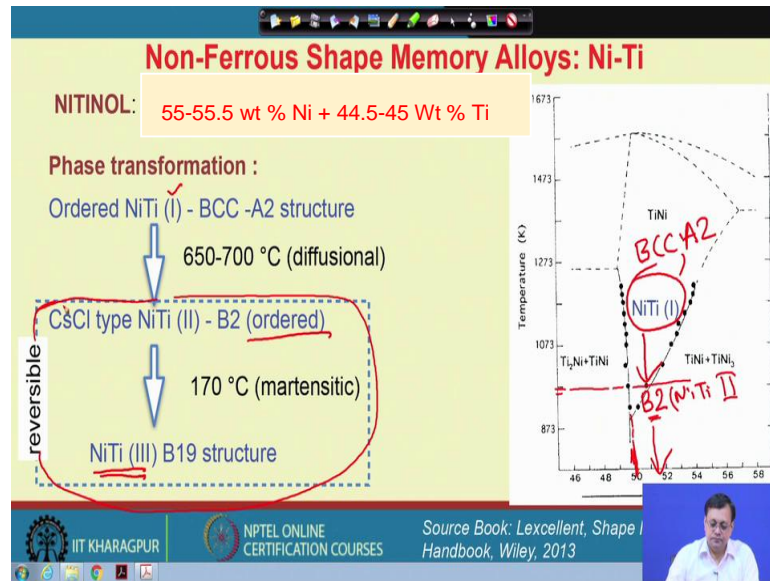 Non-Ferrous Shape Memory Alloys: Ni-Ti
NITINOL: 55-55.5 wt % Ni + 44.5-45 Wt % Ti
Phase transformation :
Ordered NiTi (I) - BCC -A2 structure
650-700 °C (diffusional)
CsCl type NiTi (II) - B2 (ordered)
170 °C (martensitic)
NiTi (III) B19 structure
reversible
1673
1473
1273
1073
873
Temperature (K)
TiNi
BCC A2
NiTi (I)
Ti2Ni+TiNi
TiNi+TiNi3
B2 (NiTi II
46 48 50 52 54 56 58
IIT KHARAGPUR
NPTEL ONLINE
CERTIFICATION COURSES
Source Book: Lexcellent, Shape
Handbook, Wiley, 2013